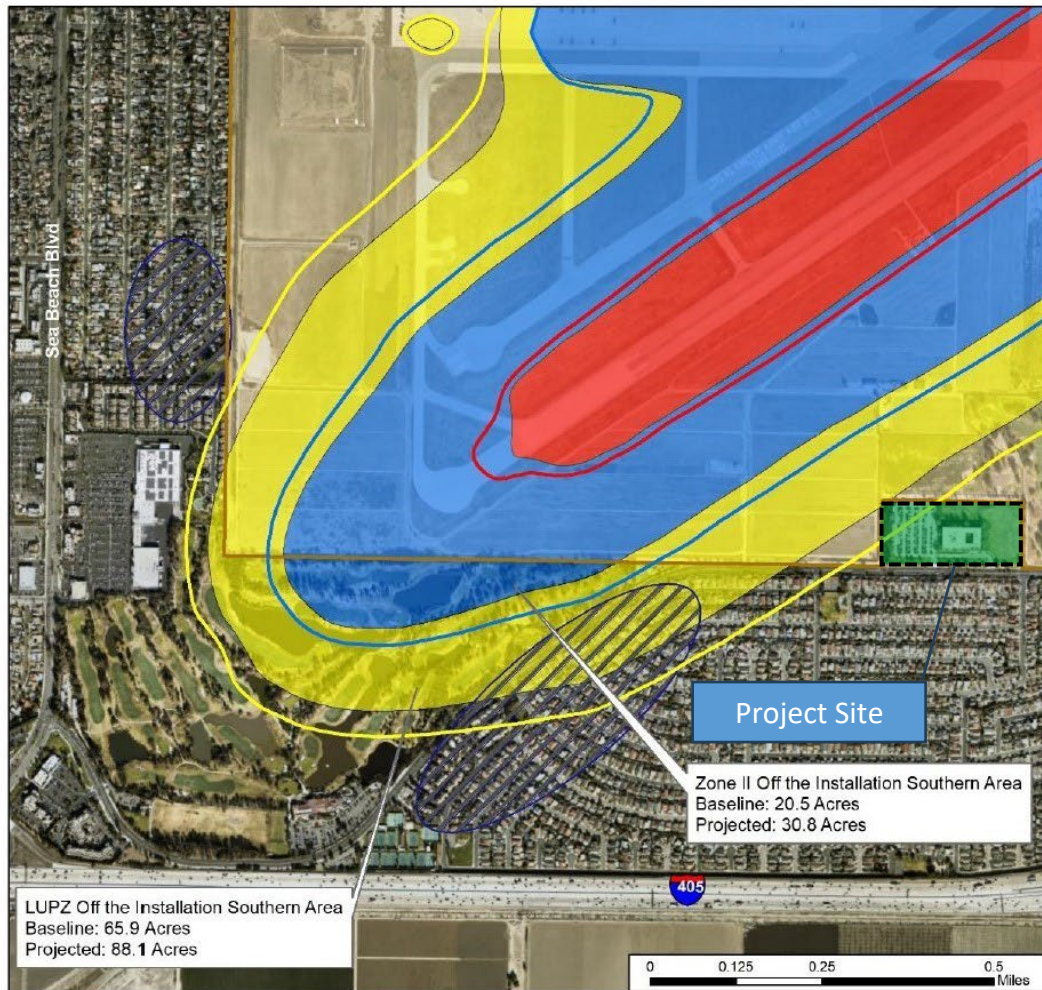 Sea Beach Blvd
Project Site
Zone II Off the Installation Southern Area
Baseline: 20.5 Acres
Projected: 30.8 Acres
405
LUPZ Off the Installation Southern Area
Baseline: 65.9 Acres
Projected: 88.1 Acres
0 0.125 0.25 0.5
Miles